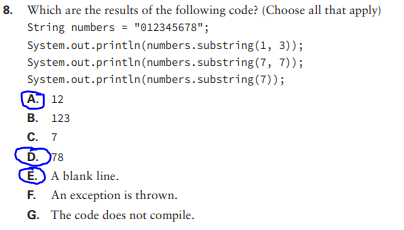 8. Which are the results of the following code? (Choose all that apply)
String numbers = "012345678";
System.out.println(numbers.substring(1, 3));
System.out.println(numbers.substring(7, 7));
System.out.println(numbers.substring(7));
A. 12
B. 123
C. 7
D. 78
E. A blank line.
F. An exception is thrown.
G. The code does not compile.